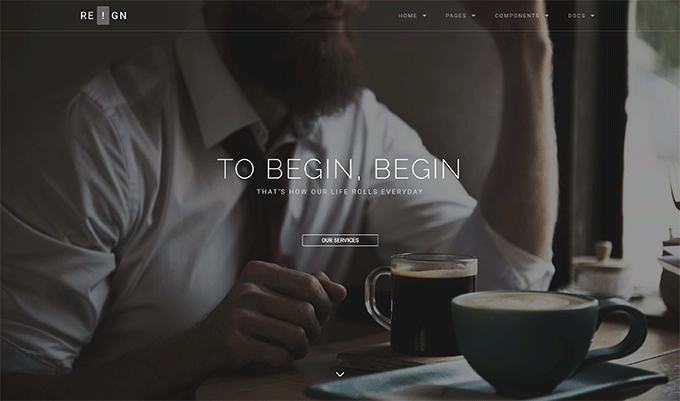 RE!GN
HOME PAGES COMPONENTS DOCS
TO BEGIN, BEGIN
THAT'S HOW OUR LIFE ROLLS EVERYDAY
OUR SERVICES